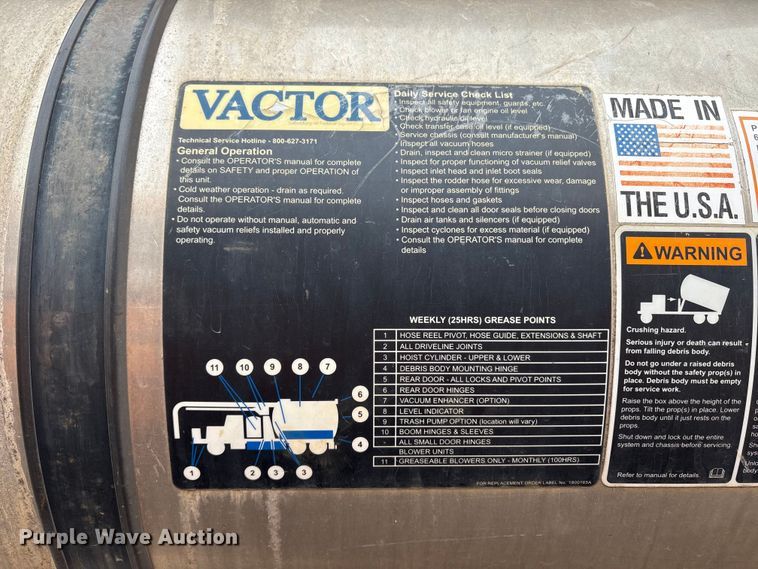 VACTOR
Technical Service Hotline - 800-627-3171
General Operation
• Consult the OPERATOR'S manual for complete
details on SAFETY and proper OPERATION of
this unit.
• Cold weather operation - drain as required.
Consult the OPERATOR'S manual for complete
details.
• Do not operate without manual, automatic and
safety vacuum reliefs installed and properly
operating.
Daily Service Check List
• Inspect all safety equipment, guards, etc.
• Check blower or fan engine oil level
• Check hydraulic oil level
• Check transfer case oil level (if equipped)
• Service chassis (consult manufacturer's manual)
• Inspect all vacuum hoses
• Drain, inspect and clean micro strainer (if equipped)
• Inspect for proper functioning of vacuum relief valves
• Inspect inlet head and inlet boot seals
• Inspect the rodder hose for excessive wear, damage
or improper assembly of fittings
• Inspect hoses and gaskets
• Inspect and clean all door seals before closing doors
• Drain air tanks and silencers (if equipped)
• Inspect cyclones for excess material (if equipped)
• Consult the OPERATOR'S manual for complete
details
WEEKLY (25HRS) GREASE POINTS
1 HOSE REEL PIVOT, HOSE GUIDE, EXTENSIONS & SHAFT
2 ALL DRIVELINE JOINTS
3 HOIST CYLINDER - UPPER & LOWER
4 DEBRIS BODY MOUNTING HINGE
5 REAR DOOR - ALL LOCKS AND PIVOT POINTS
6 REAR DOOR HINGES
7 VACUUM ENHANCER (OPTION)
8 LEVEL INDICATOR
9 TRASH PUMP OPTION (location will vary)
10 BOOM HINGES & SLEEVES
- ALL SMALL DOOR HINGES
BLOWER UNITS
11 GREASEABLE BLOWERS ONLY - MONTHLY (100HRS)
11 10 9 8 7
6
5
4
1 2 3 3
FOR REPLACEMENT ORDER LABEL No.
MADE IN
THE U.S.A.
WARNING
Crushing hazard.
Serious injury or death can result
from falling debris body.
Do not go under a raised debris
body without the safety prop(s) in
place. Debris body must be empty
for service work.
Raise the box above the height of the
props. Tilt the prop(s) in place. Lower
debris body until it just rests on the
props.
Shut down and lock out the entire
system and chassis before servicing.
Refer to manual for details.
Purple Wave Auction